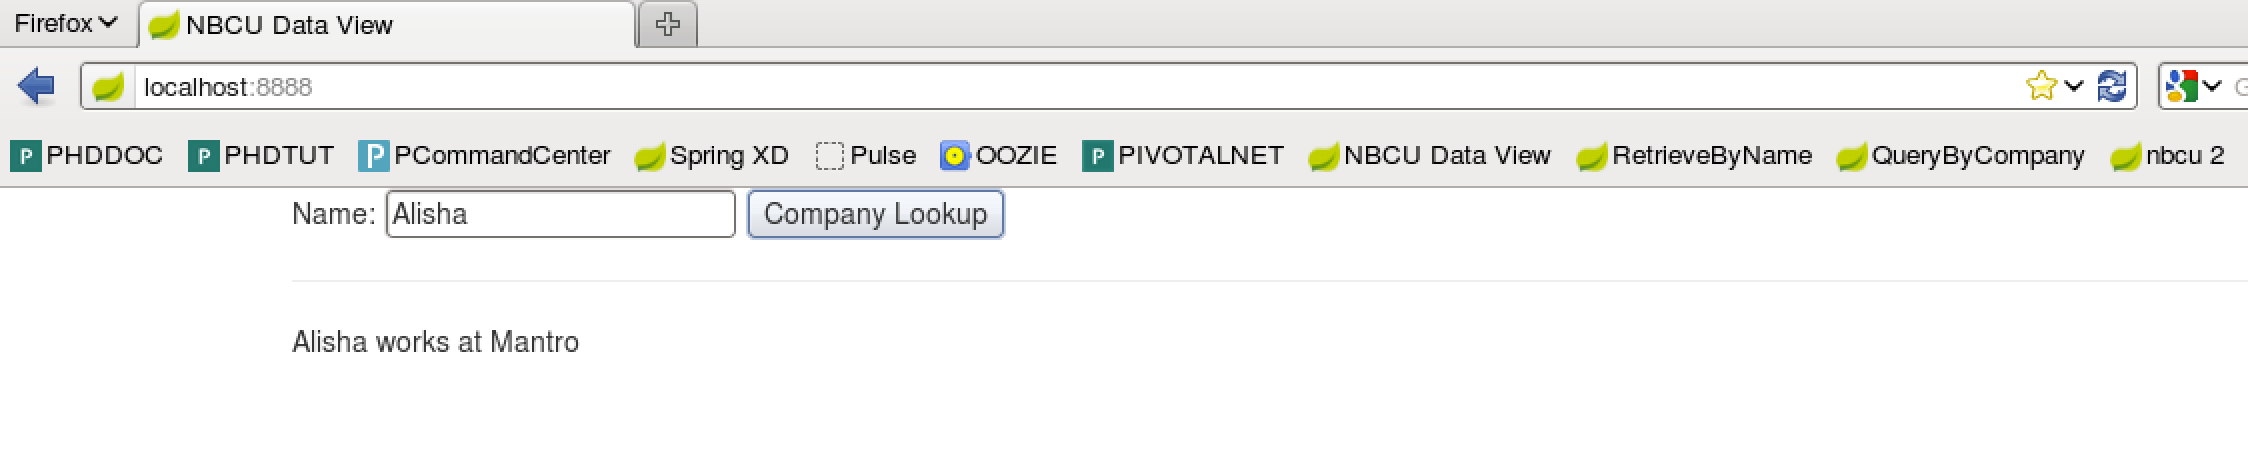 Firefox NBCU Data View
localhost:8888 G
P PHDDOC P PHDTUT P PCommandCenter Spring XD Pulse OOZIE P PIVOTALNET NBCU Data View RetrieveByName QueryByCompany nbcu 2
Name: Alisha Company Lookup
Alisha works at Mantro